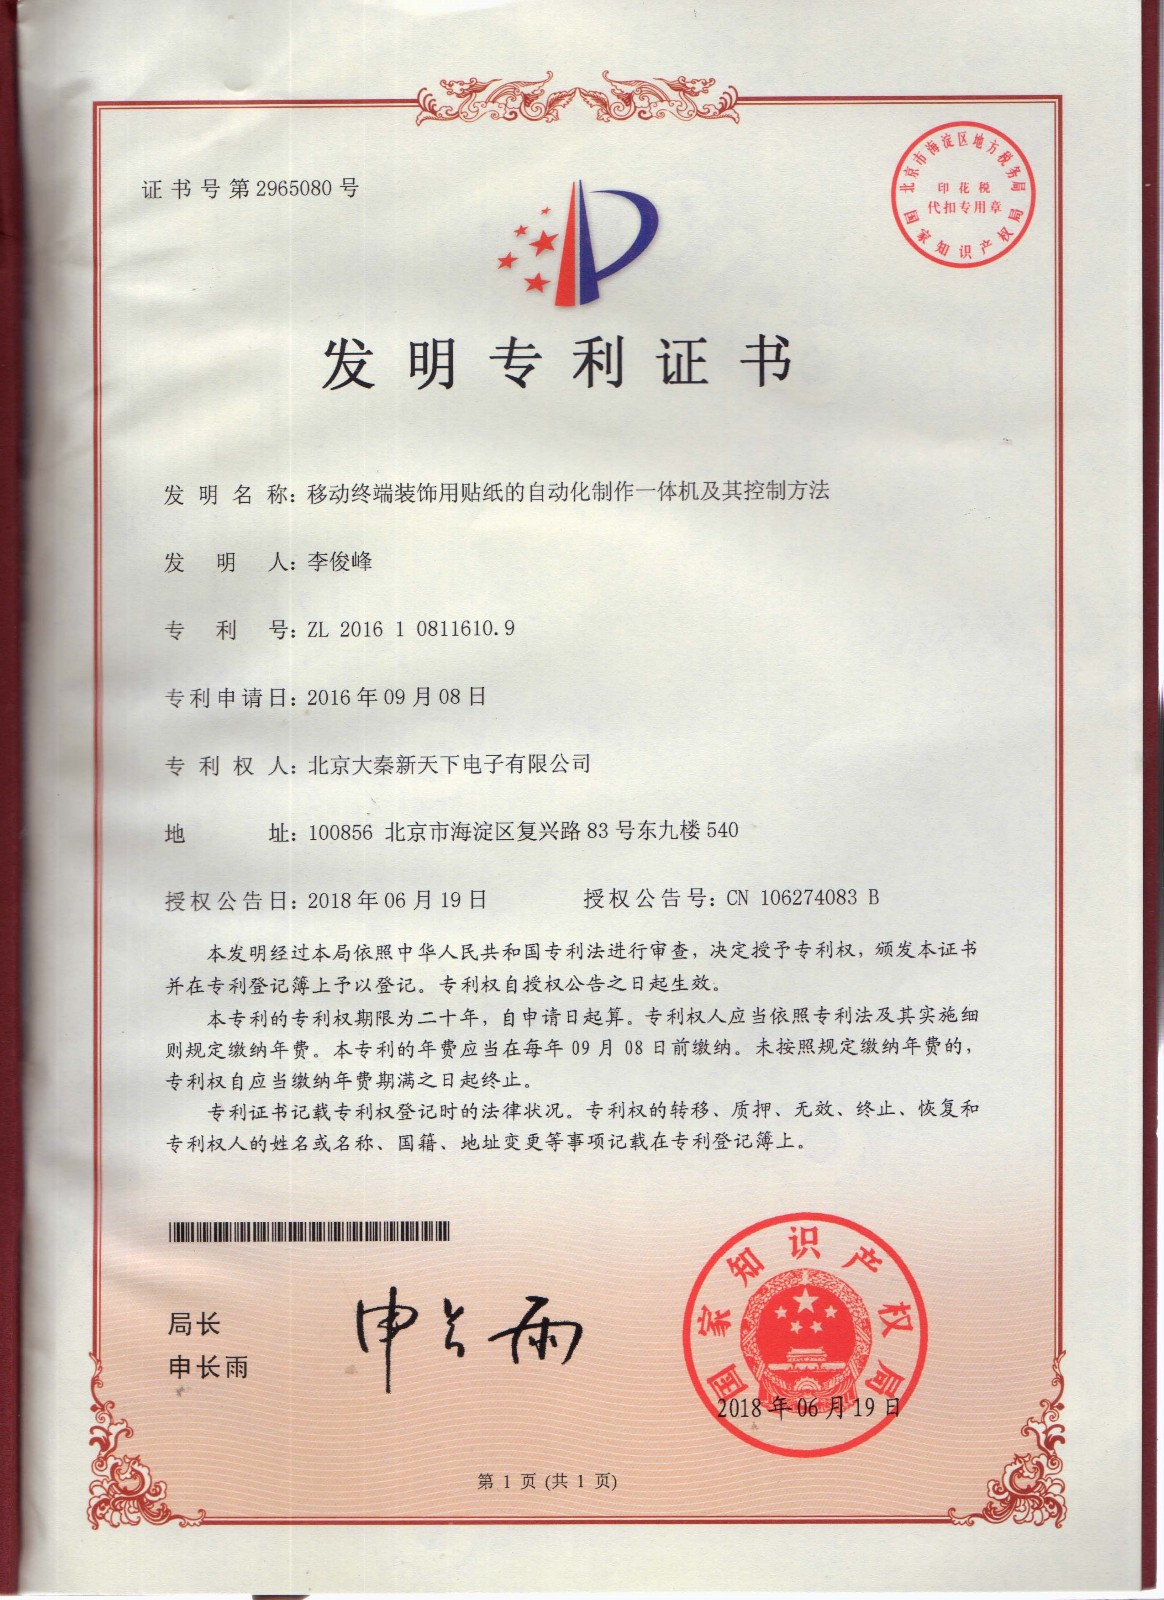 证书号第2965080号
北京市海淀区地方税务局
印花税
代扣专用章
国家知识产权局
发明专利证书
发明名称：移动终端装饰用贴纸的自动化制作一体机及其控制方法
发明人：李俊峰
专利号：ZL 2016 1 0811610.9
专利申请日：2016年09月08日
专利权人：北京大秦新天下电子有限公司
地址：100856 北京市海淀区复兴路83号东九楼540
授权公告日：2018年06月19日 授权公告号：CN 106274083 B
本发明经过本局依照中华人民共和国专利法进行审查，决定授予专利权，颁发本证书
并在专利登记簿上予以登记。专利权自授权公告之日起生效。
本专利的专利权期限为二十年，自申请日起算。专利权人应当依照专利法及其实施细
则规定缴纳年费。本专利的年费应当在每年09月08日前缴纳。未按照规定缴纳年费的，
专利权自应当缴纳年费期满之日起终止。
专利证书记载专利权登记时的法律状况。专利权的转移、质押、无效、终止、恢复和
专利权人的姓名或名称、国籍、地址变更等事项记载在专利登记簿上。
局长
申长雨
申长雨
国家知识产权局
2018年06月19日
第 1 页 (共 1 页)